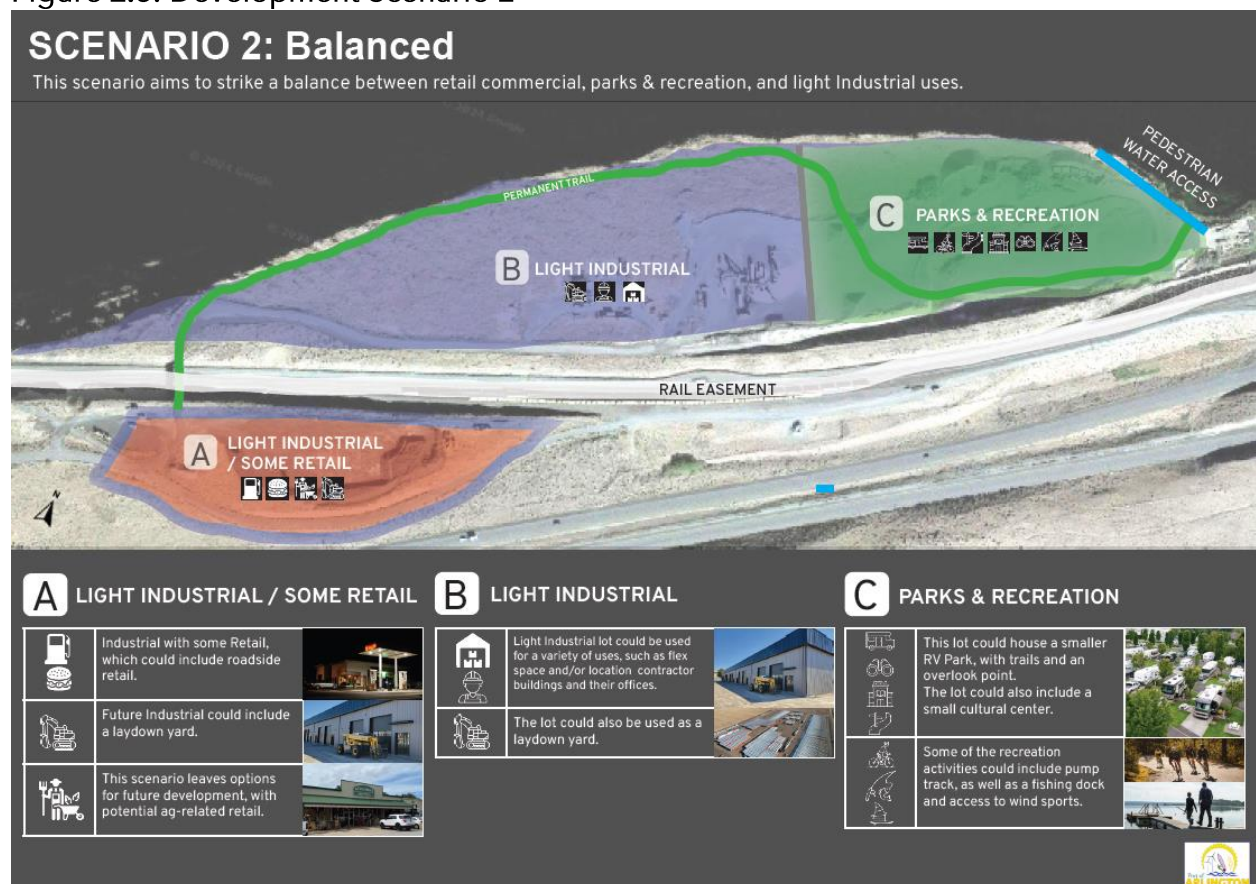 SCENARIO 2: Balanced
This scenario aims to strike a balance between retail commercial, parks & recreation, and light Industrial uses.
PEDESTRIAN
WATER ACCESS
PERMANENT TRAIL
C PARKS & RECREATION
B LIGHT INDUSTRIAL
RAIL EASEMENT
A LIGHT INDUSTRIAL
/ SOME RETAIL
N
A LIGHT INDUSTRIAL / SOME RETAIL
Industrial with some Retail,
which could include roadside
retail.
Future Industrial could include
a laydown yard.
This scenario leaves options
for future development, with
potential ag-related retail.
B LIGHT INDUSTRIAL
Light Industrial lot could be used
for a variety of uses, such as flex
space and/or location contractor
buildings and their offices.
The lot could also be used as a
laydown yard.
C PARKS & RECREATION
This lot could house a smaller
RV Park, with trails and an
overlook point.
The lot could also include a
small cultural center.
Some of the recreation
activities could include pump
track, as well as a fishing dock
and access to wind sports.
ARLINGTON